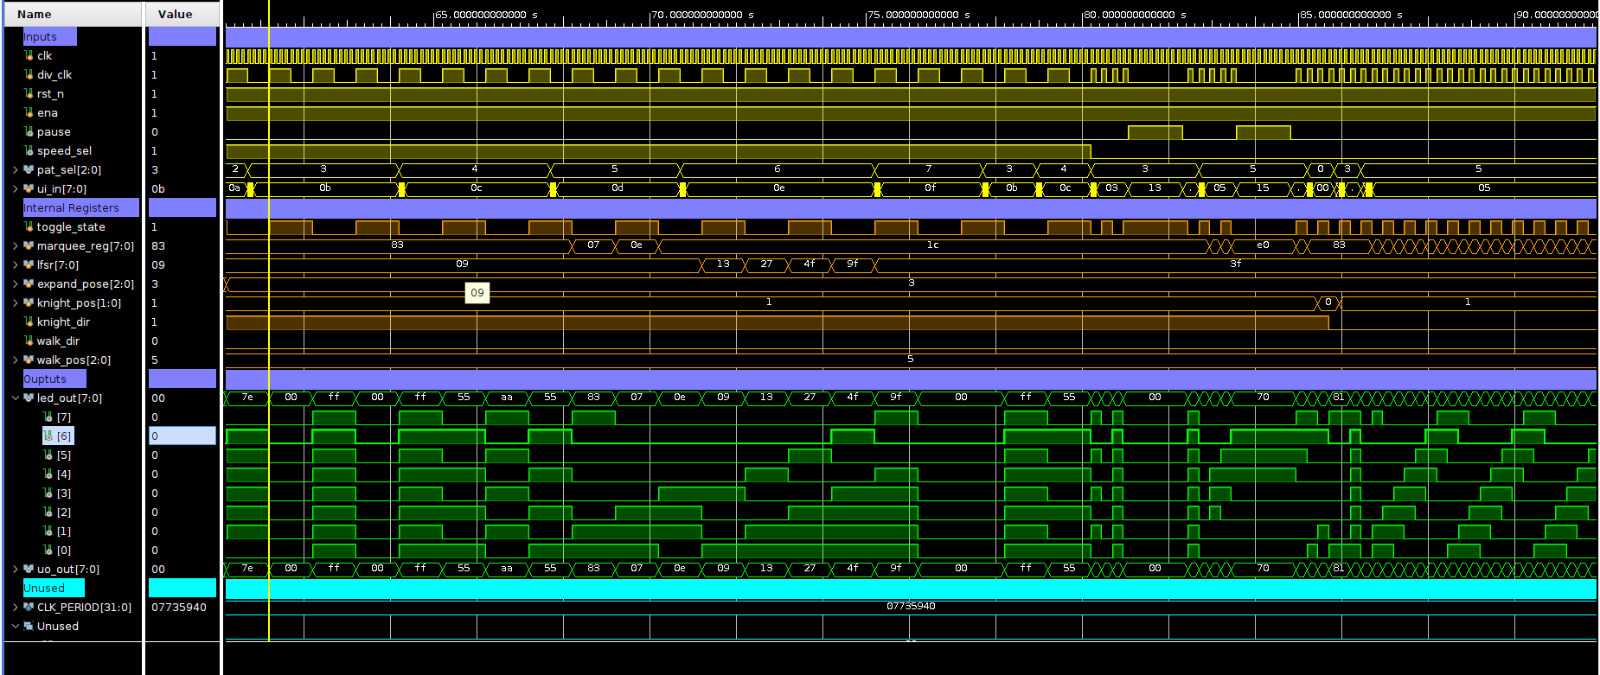 Name Value 65.000000000000 s 70.000000000000 s 75.000000000000 s 80.000000000000 s 85.000000000000 s 90.00000000000
Inputs
clk 1
div_clk 1
rst_n 1
ena 1
pause 0
speed_sel 1
pat_sel[2:0] 3 2 3 4 5 6 7 3 4 3 5 0 3 5
ui_in[7:0] 0b 0a 0b 0c 0d 0e 0f 0b 0c 03 13 . 05 15 . 00 . 05
Internal Registers
toggle_state 1
marquee_reg[7:0] 83 83 07 0e 1c e0 83
lfsr[7:0] 09 09 13 27 4f 9f 3f
expand_pose[2:0] 3 3
09
knight_pos[1:0] 1 1 0 1
knight_dir 1
walk_dir 0
walk_pos[2:0] 5 5
Ouptuts
led_out[7:0] 00 7e 00 ff 00 ff 55 aa 55 83 07 0e 09 13 27 4f 9f 00 ff 55 00 70 81
[7] 0
[6] 0
[5] 0
[4] 0
[3] 0
[2] 0
[1] 0
[0] 0
uo_out[7:0] 00 7e 00 ff 00 ff 55 aa 55 83 07 0e 09 13 27 4f 9f 00 ff 55 00 70 81
Unused
CLK_PERIOD[31:0] 07735940 07735940
Unused